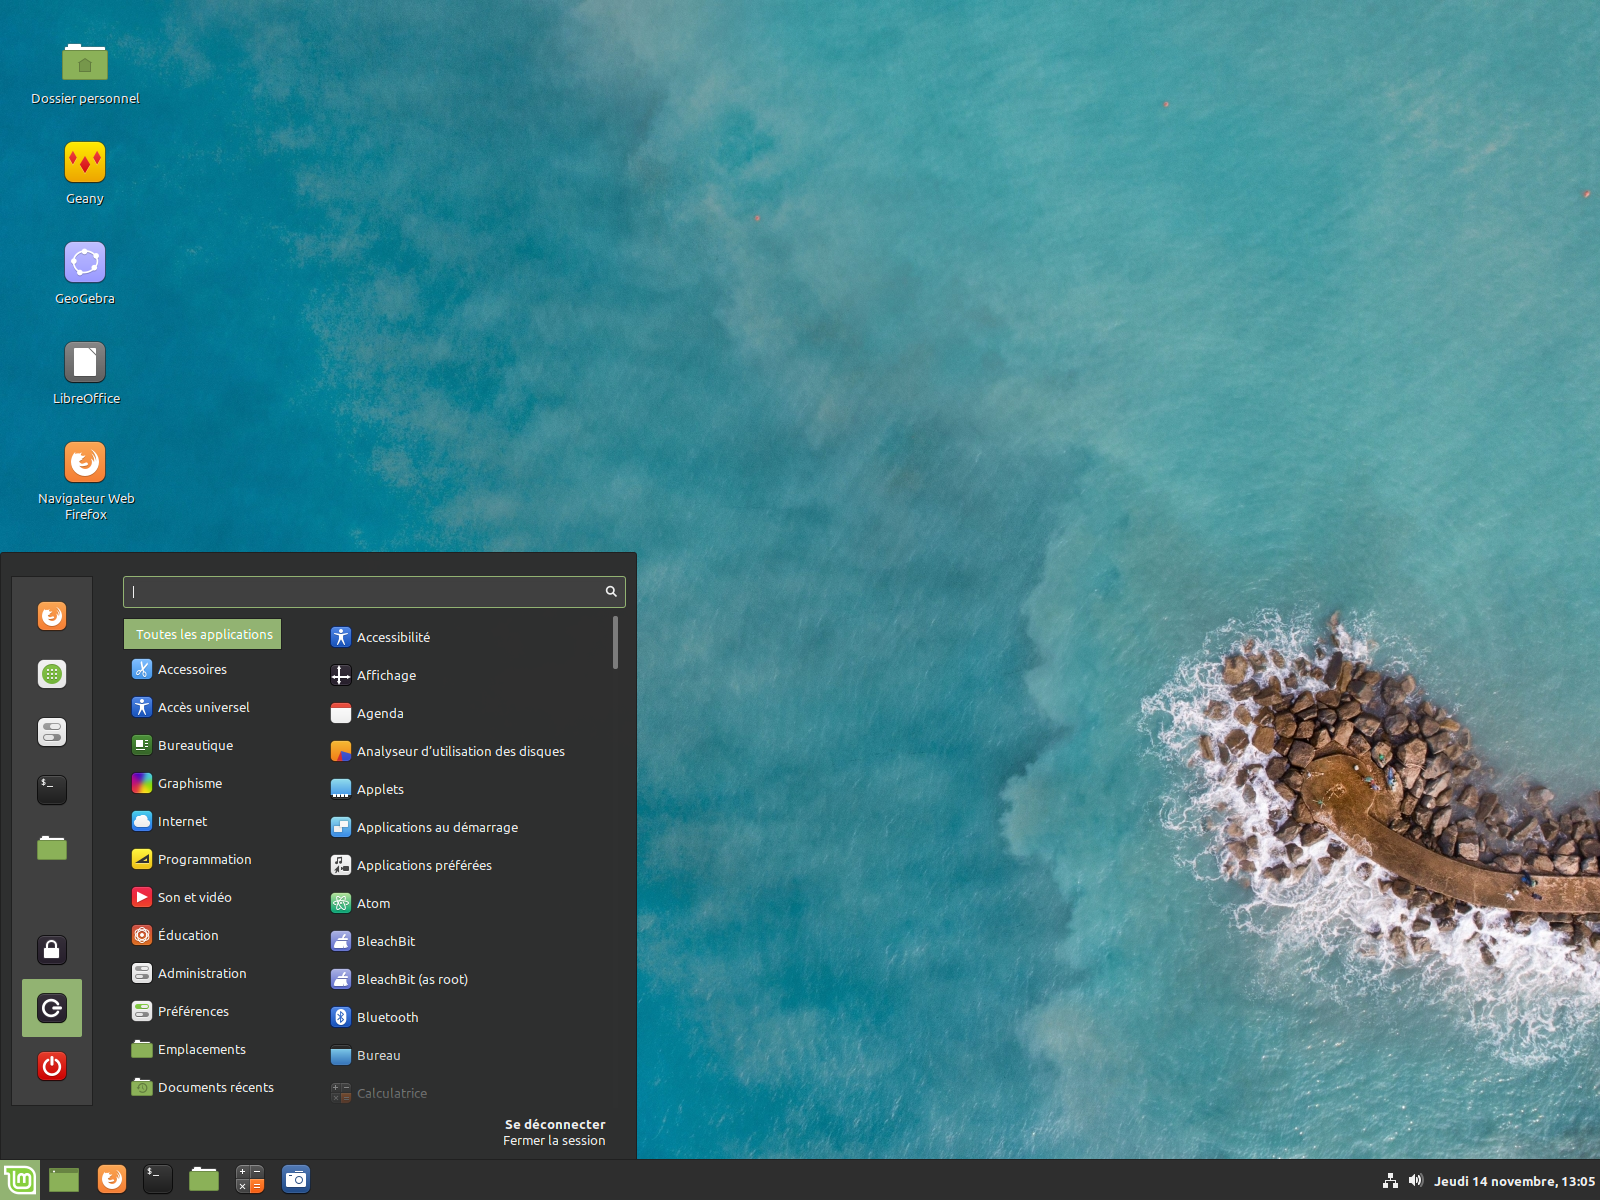 Dossier personnel
Geany
GeoGebra
LibreOffice
Navigateur Web
Firefox
Toutes les applications
Accessoires
Accès universel
Bureautique
Graphisme
Internet
Programmation
Son et vidéo
Éducation
Administration
Préférences
Emplacements
Documents récents
Accessibilité
Affichage
Agenda
Analyseur d’utilisation des disques
Applets
Applications au démarrage
Applications préférées
Atom
BleachBit
BleachBit (as root)
Bluetooth
Bureau
Calculatrice
Se déconnecter
Fermer la session
$_
$_
Jeudi 14 novembre, 13:05